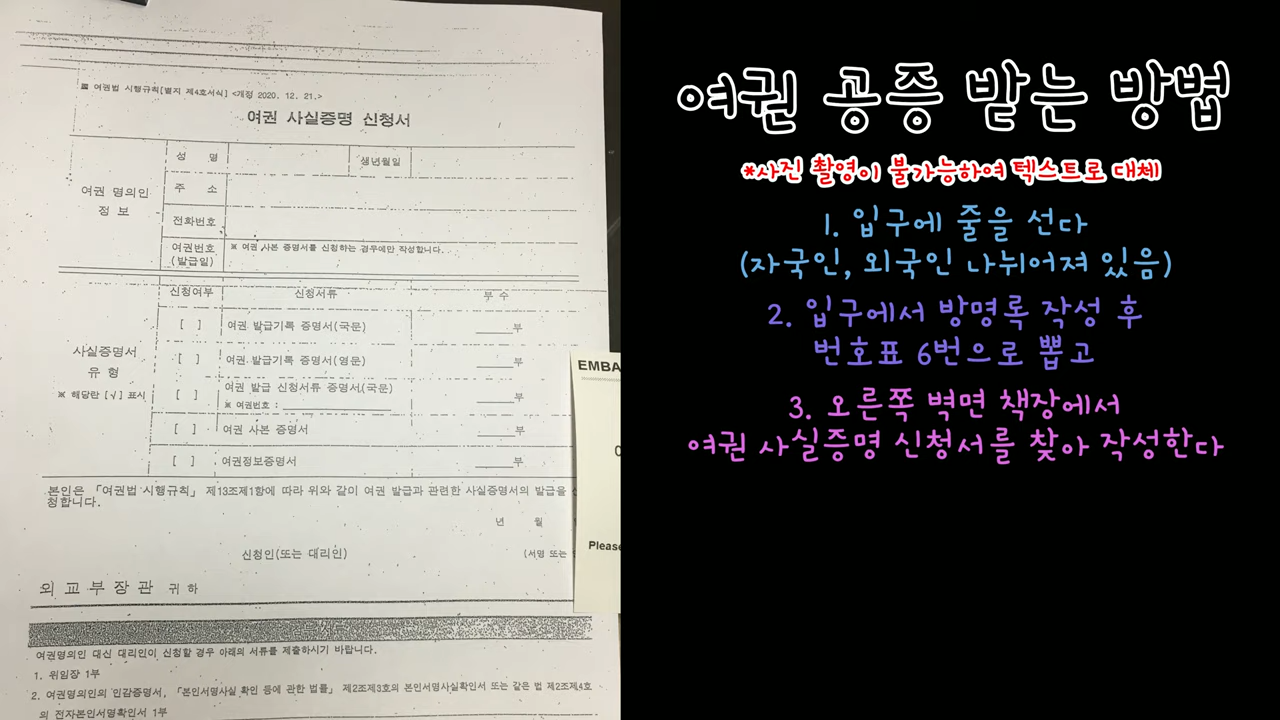 ■ 여권법 시행규칙[별지 제4호서식] <개정 2020. 12. 21.>
여권 사실증명 신청서
여권 명의인
정 보
성 명
생년월일
주 소
전화번호
여권번호
(발급일)
※ 여권 사본 증명서를 신청하는 경우에만 작성합니다.
사실증명서
유 형
※ 해당란 [√] 표시
신청여부 신청서류 부 수
[ ] 여권 발급기록 증명서(국문) 부
[ ] 여권 발급기록 증명서(영문) 부
[ ] 여권 발급 신청서류 증명서(국문) 부
※ 여권번호 :
[ ] 여권 사본 증명서 부
[ ] 여권정보증명서 부
본인은 「여권법 시행규칙」 제13조제1항에 따라 위와 같이 여권 발급과 관련한 사실증명서의 발급을
청합니다.
년 월
신청인(또는 대리인) (서명 또는
외 교 부 장 관 귀 하
여권명의인 대신 대리인이 신청할 경우 아래의 서류를 제출하시기 바랍니다.
1. 위임장 1부
2. 여권명의인의 인감증명서, 「본인서명사실 확인 등에 관한 법률」 제2조제3호의 본인서명사실확인서 또는 같은 법 제2조제4호
의 전자본인서명확인서 1부
EMBA
Please
여권 공증 받는 방법
*사진 촬영이 불가능하여 텍스트로 대체
1. 입구에 줄을 선다
(자국인, 외국인 나뉘어져 있음)
2. 입구에서 방명록 작성 후
번호표 6번으로 뽑고
3. 오른쪽 벽면 책장에서
여권 사실증명 신청서를 찾아 작성한다